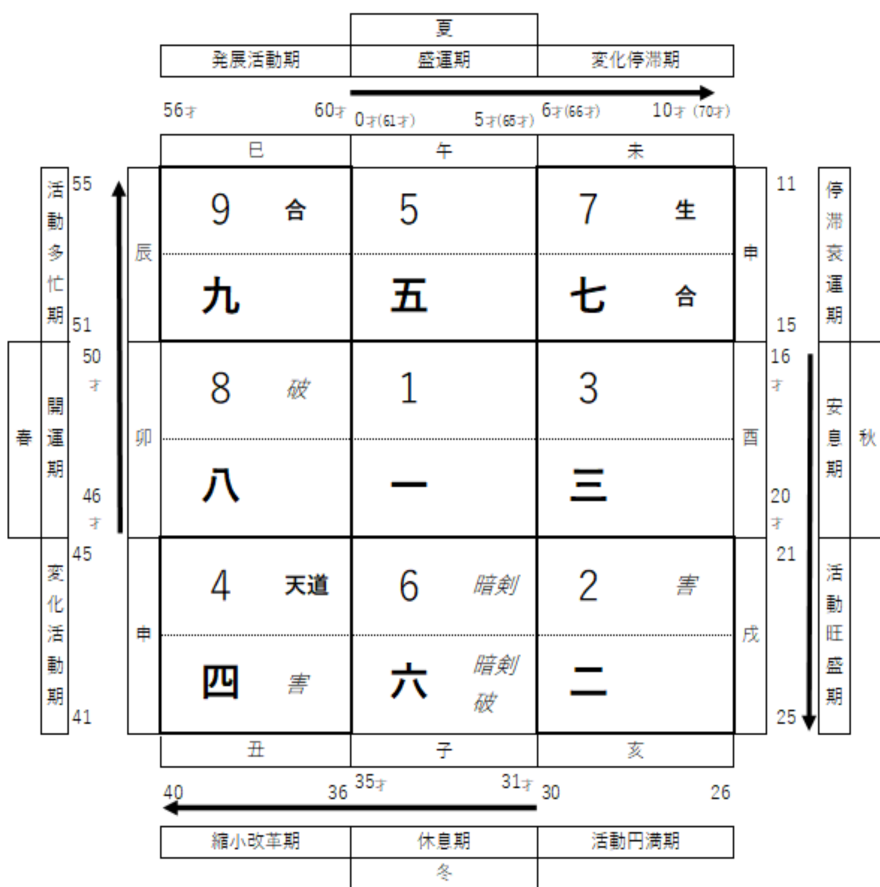 夏
発展活動期 盛運期 変化停滞期
56才 60才 0才(61才) 5才(65才) 6才(66才) 10才 (70才)
巳 午 未
活動多忙期
55
51
辰
9 合 5 7 生
九 五 七 合
申
11
15
停滞衰運期
春
開運期
50才
46才
卯
8 破 1 3
八 一 三
酉
16才
20才
安息期
秋
変化活動期
45
41
申
4 天道 6 暗剣 2 害
四 害 六 暗剣 破 二
戌
21
25
活動旺盛期
丑 子 亥
40 36 35才 31才 30 26
縮小改革期 休息期 活動円満期
冬